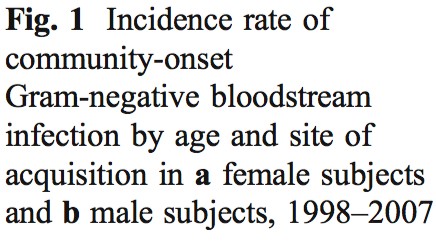 Fig. 1 Incidence rate of
community-onset
Gram-negative bloodstream
infection by age and site of
acquisition in a female subjects
and b male subjects, 1998–2007